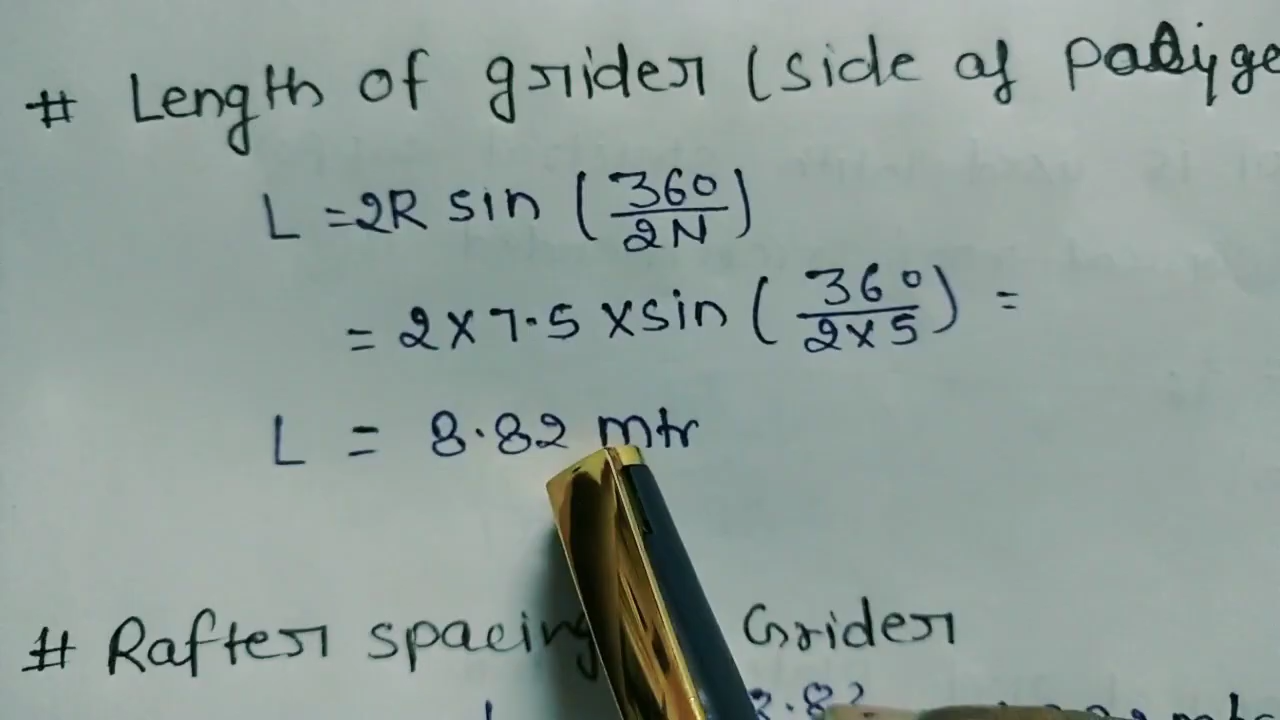 # Length of grider (side of polyge
L = 2R sin (360/2N)
= 2 x 7.5 x sin (360/2x5) =
L = 8.82 mtr
# Rafter spacing Grider